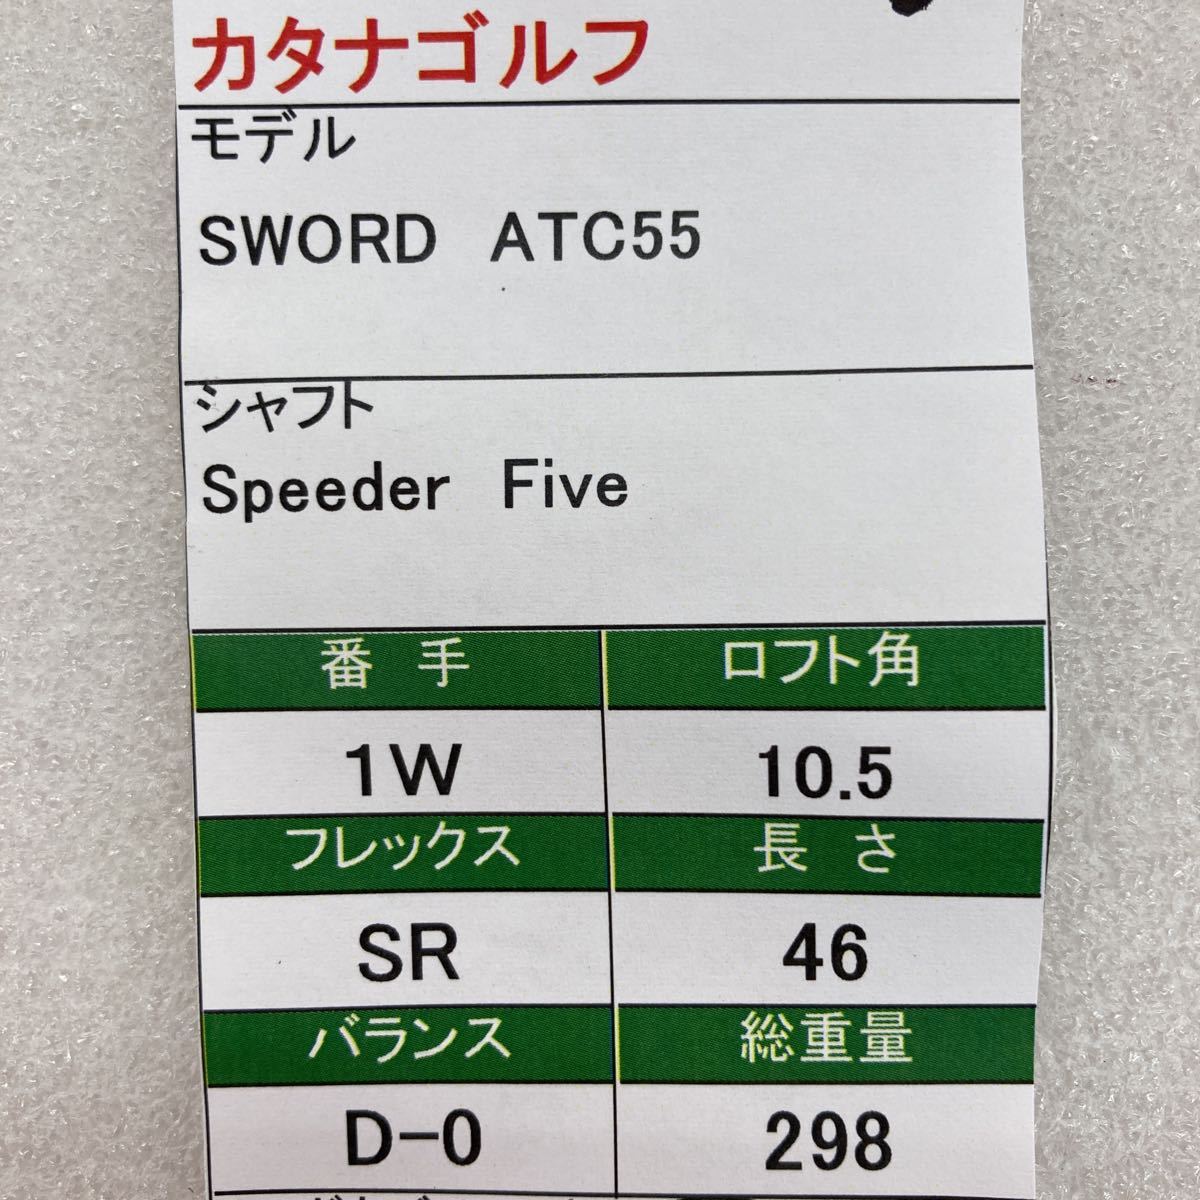 カタナゴルフ
モデル
SWORD ATC55
シャフト
Speeder Five
番 手 ロフト角
1W 10.5
フレックス 長 さ
SR 46
バランス 総重量
D-0 298